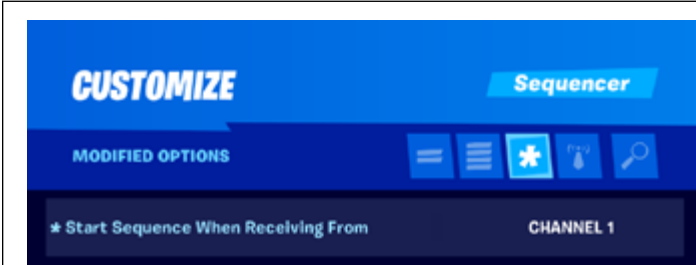 CUSTOMIZE
Sequencer
MODIFIED OPTIONS
* Start Sequence When Receiving From
CHANNEL 1